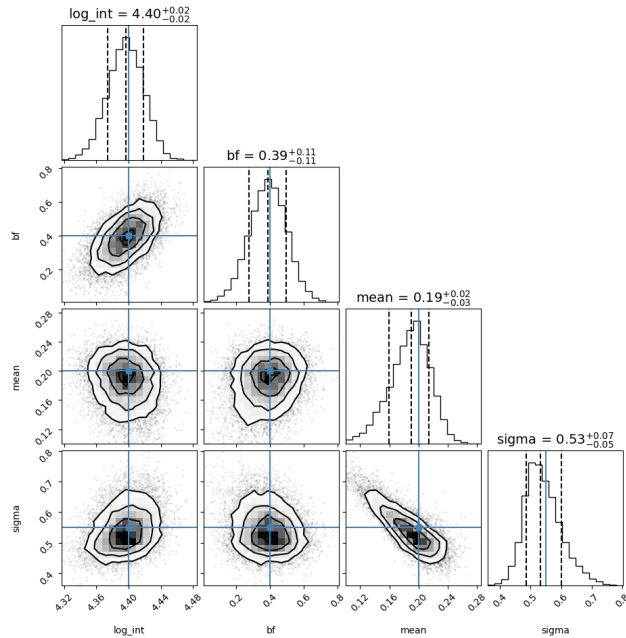 log_int = 4.40+0.02 −0.02
bf = 0.39+0.11 −0.11
0.8
0.6
0.4
0.2
bf
mean = 0.19+0.02 −0.03
0.28
0.24
0.20
0.16
0.12
mean
sigma = 0.53+0.07 −0.05
0.8
0.7
0.6
0.5
0.4
sigma
4.32 4.36 4.40 4.44 4.48 0.2 0.4 0.6 0.8 0.12 0.16 0.20 0.24 0.28 0.4 0.5 0.6 0.7 0.8
log_int bf mean sigma